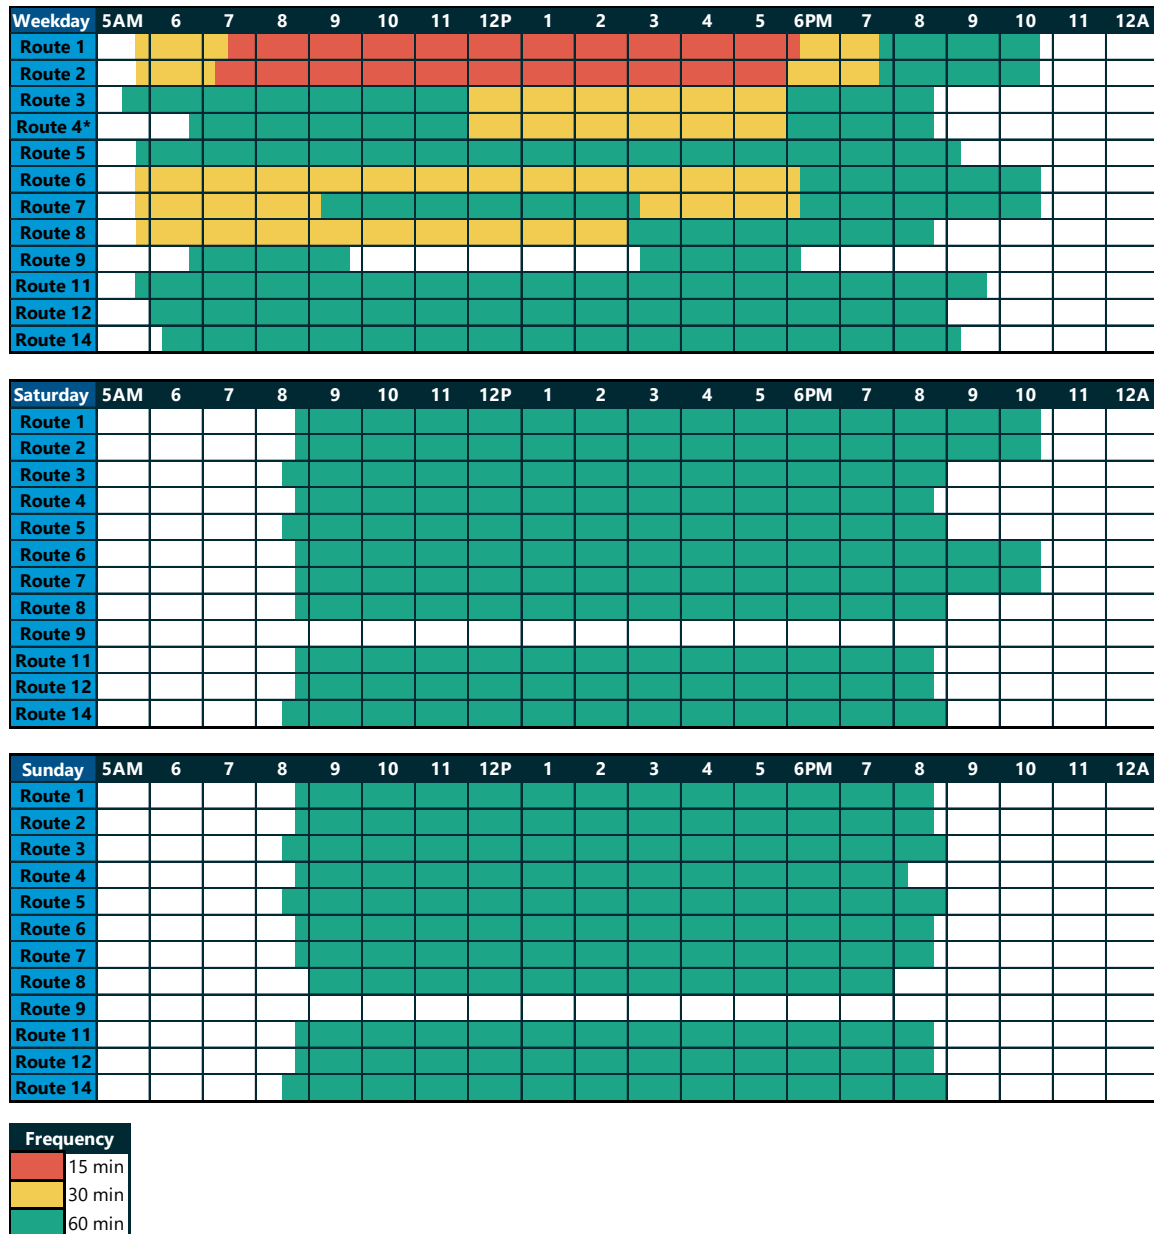 Weekday 5AM 6 7 8 9 10 11 12P 1 2 3 4 5 6PM 7 8 9 10 11 12A
Route 1
Route 2
Route 3
Route 4*
Route 5
Route 6
Route 7
Route 8
Route 9
Route 11
Route 12
Route 14
Saturday 5AM 6 7 8 9 10 11 12P 1 2 3 4 5 6PM 7 8 9 10 11 12A
Route 1
Route 2
Route 3
Route 4
Route 5
Route 6
Route 7
Route 8
Route 9
Route 11
Route 12
Route 14
Sunday 5AM 6 7 8 9 10 11 12P 1 2 3 4 5 6PM 7 8 9 10 11 12A
Route 1
Route 2
Route 3
Route 4
Route 5
Route 6
Route 7
Route 8
Route 9
Route 11
Route 12
Route 14
Frequency
15 min
30 min
60 min